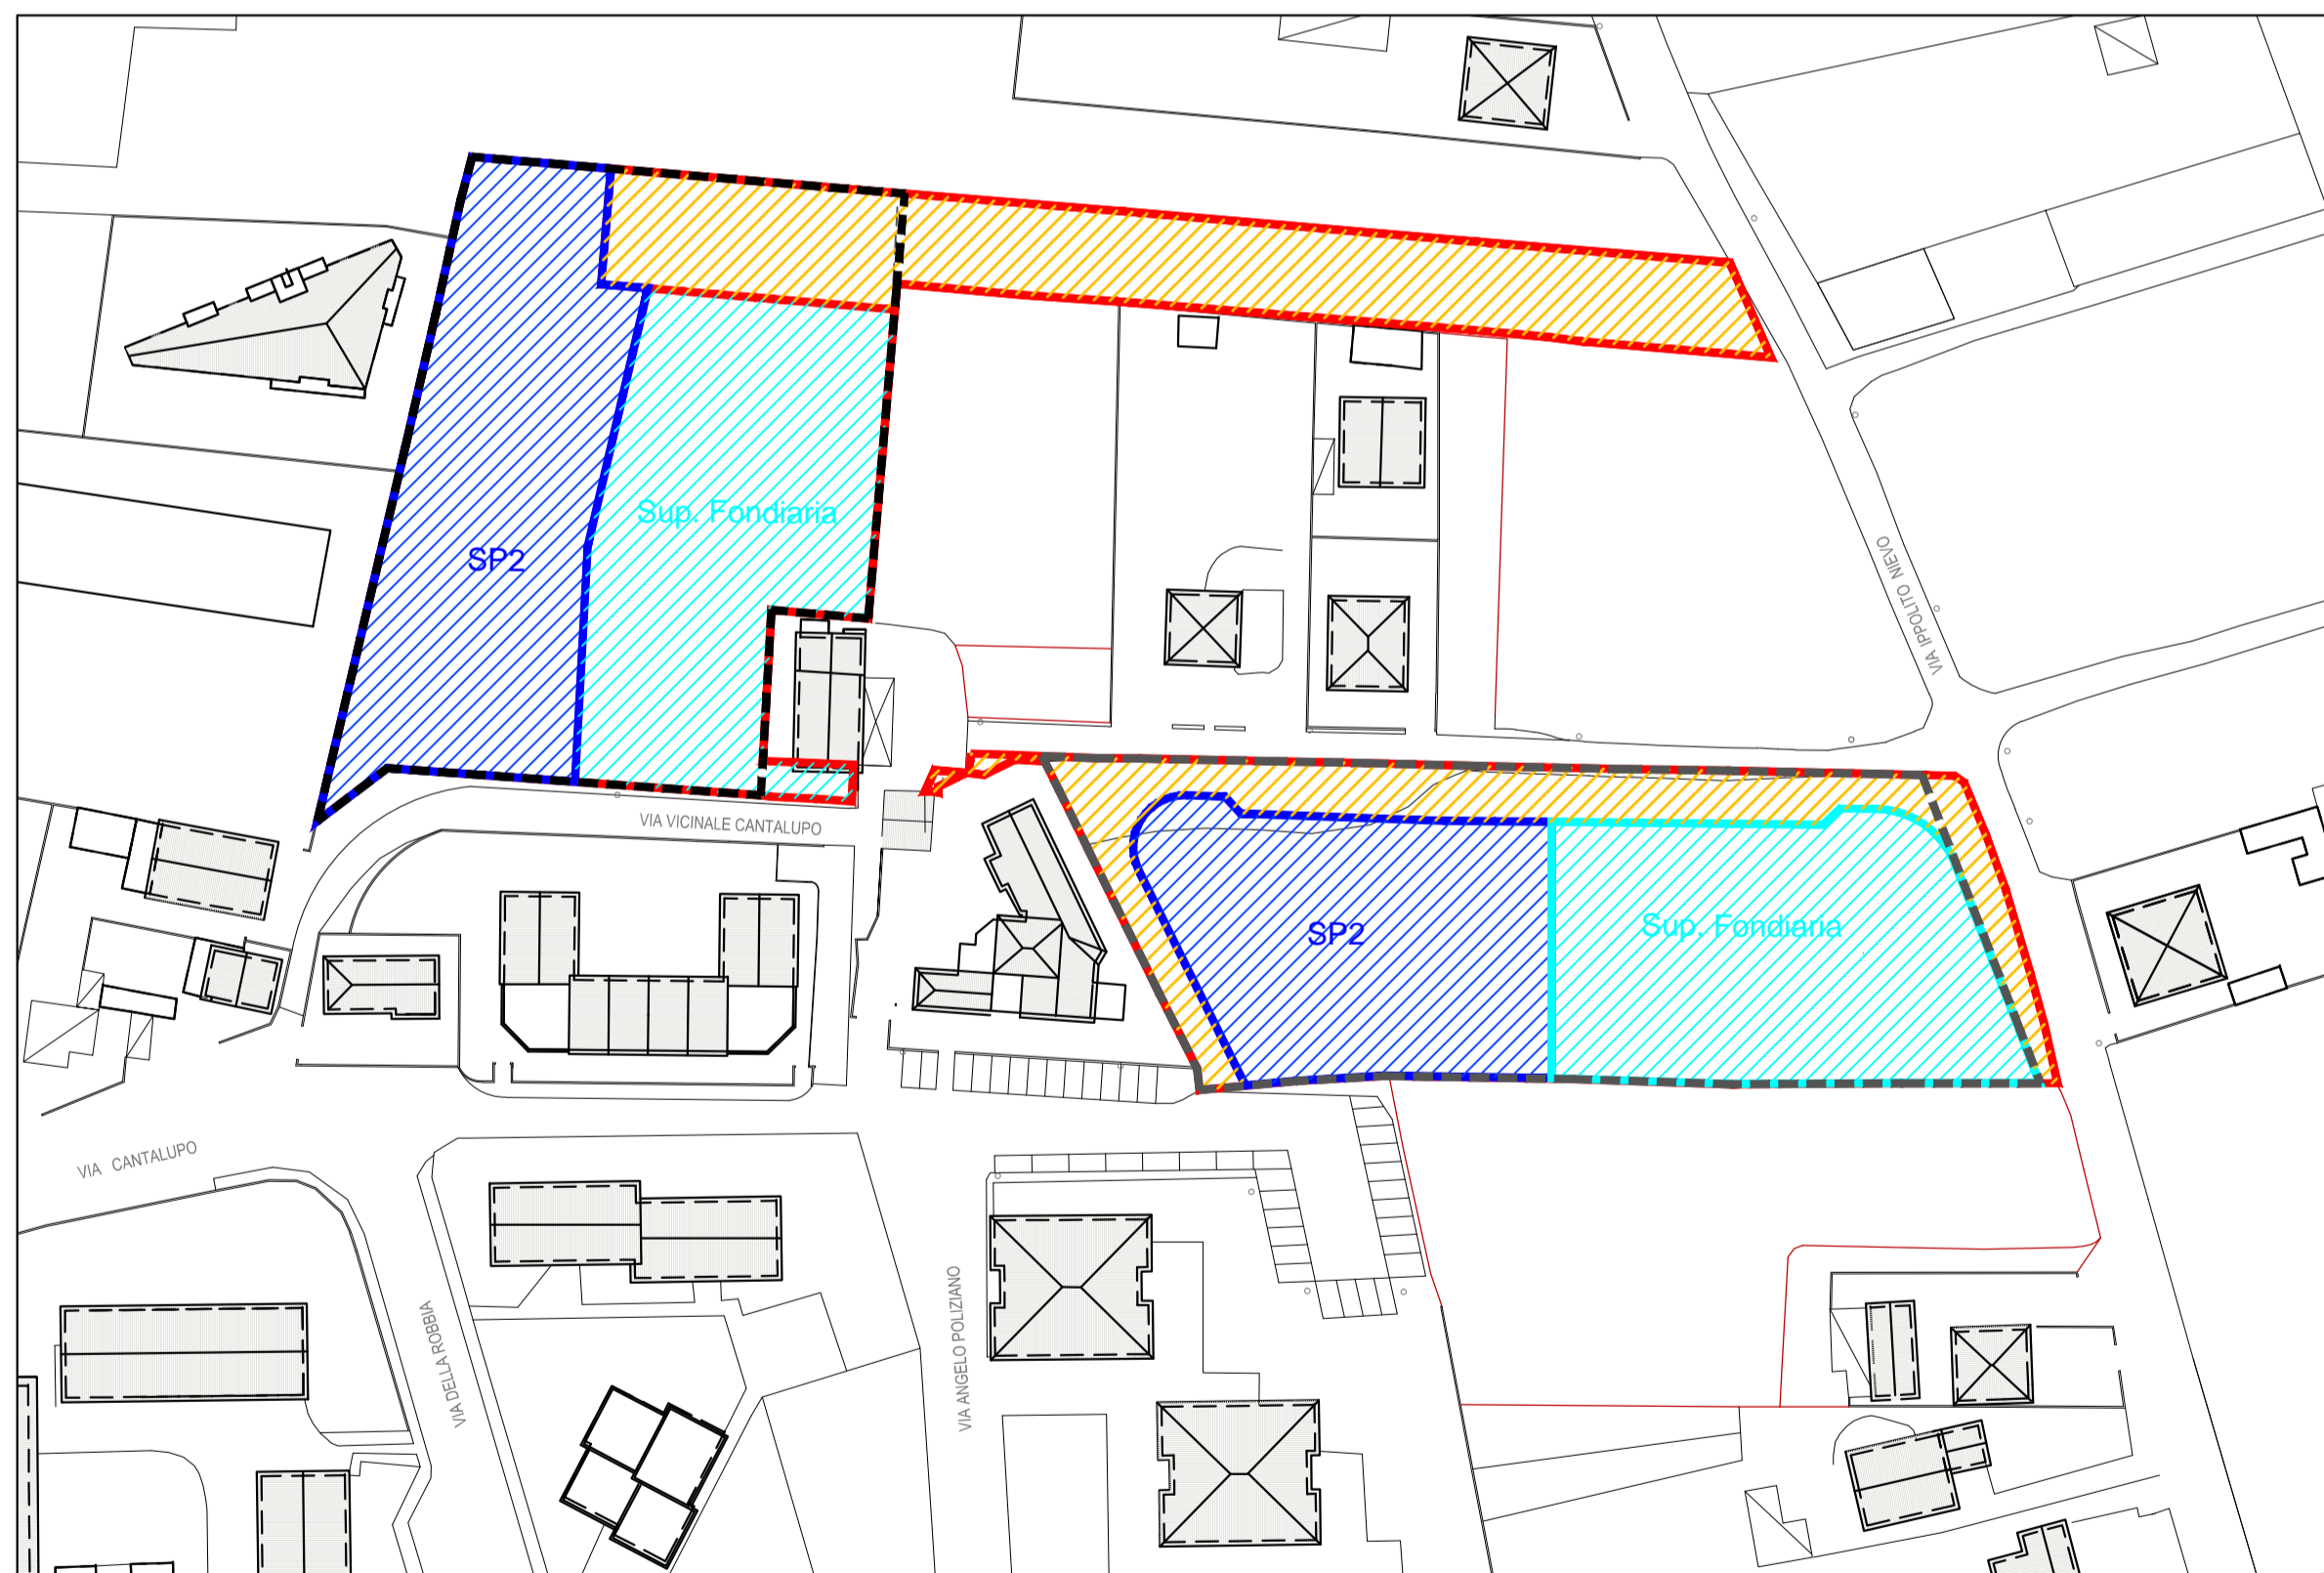 Sup. Fondiaria
SP2
VIA IPPOLITO NIEVO
VIA VICINALE CANTALUPO
SP2
Sup. Fondiaria
VIA CANTALUPO
VIA DELLA ROBBIA
VIA ANGELO POLIZIANO